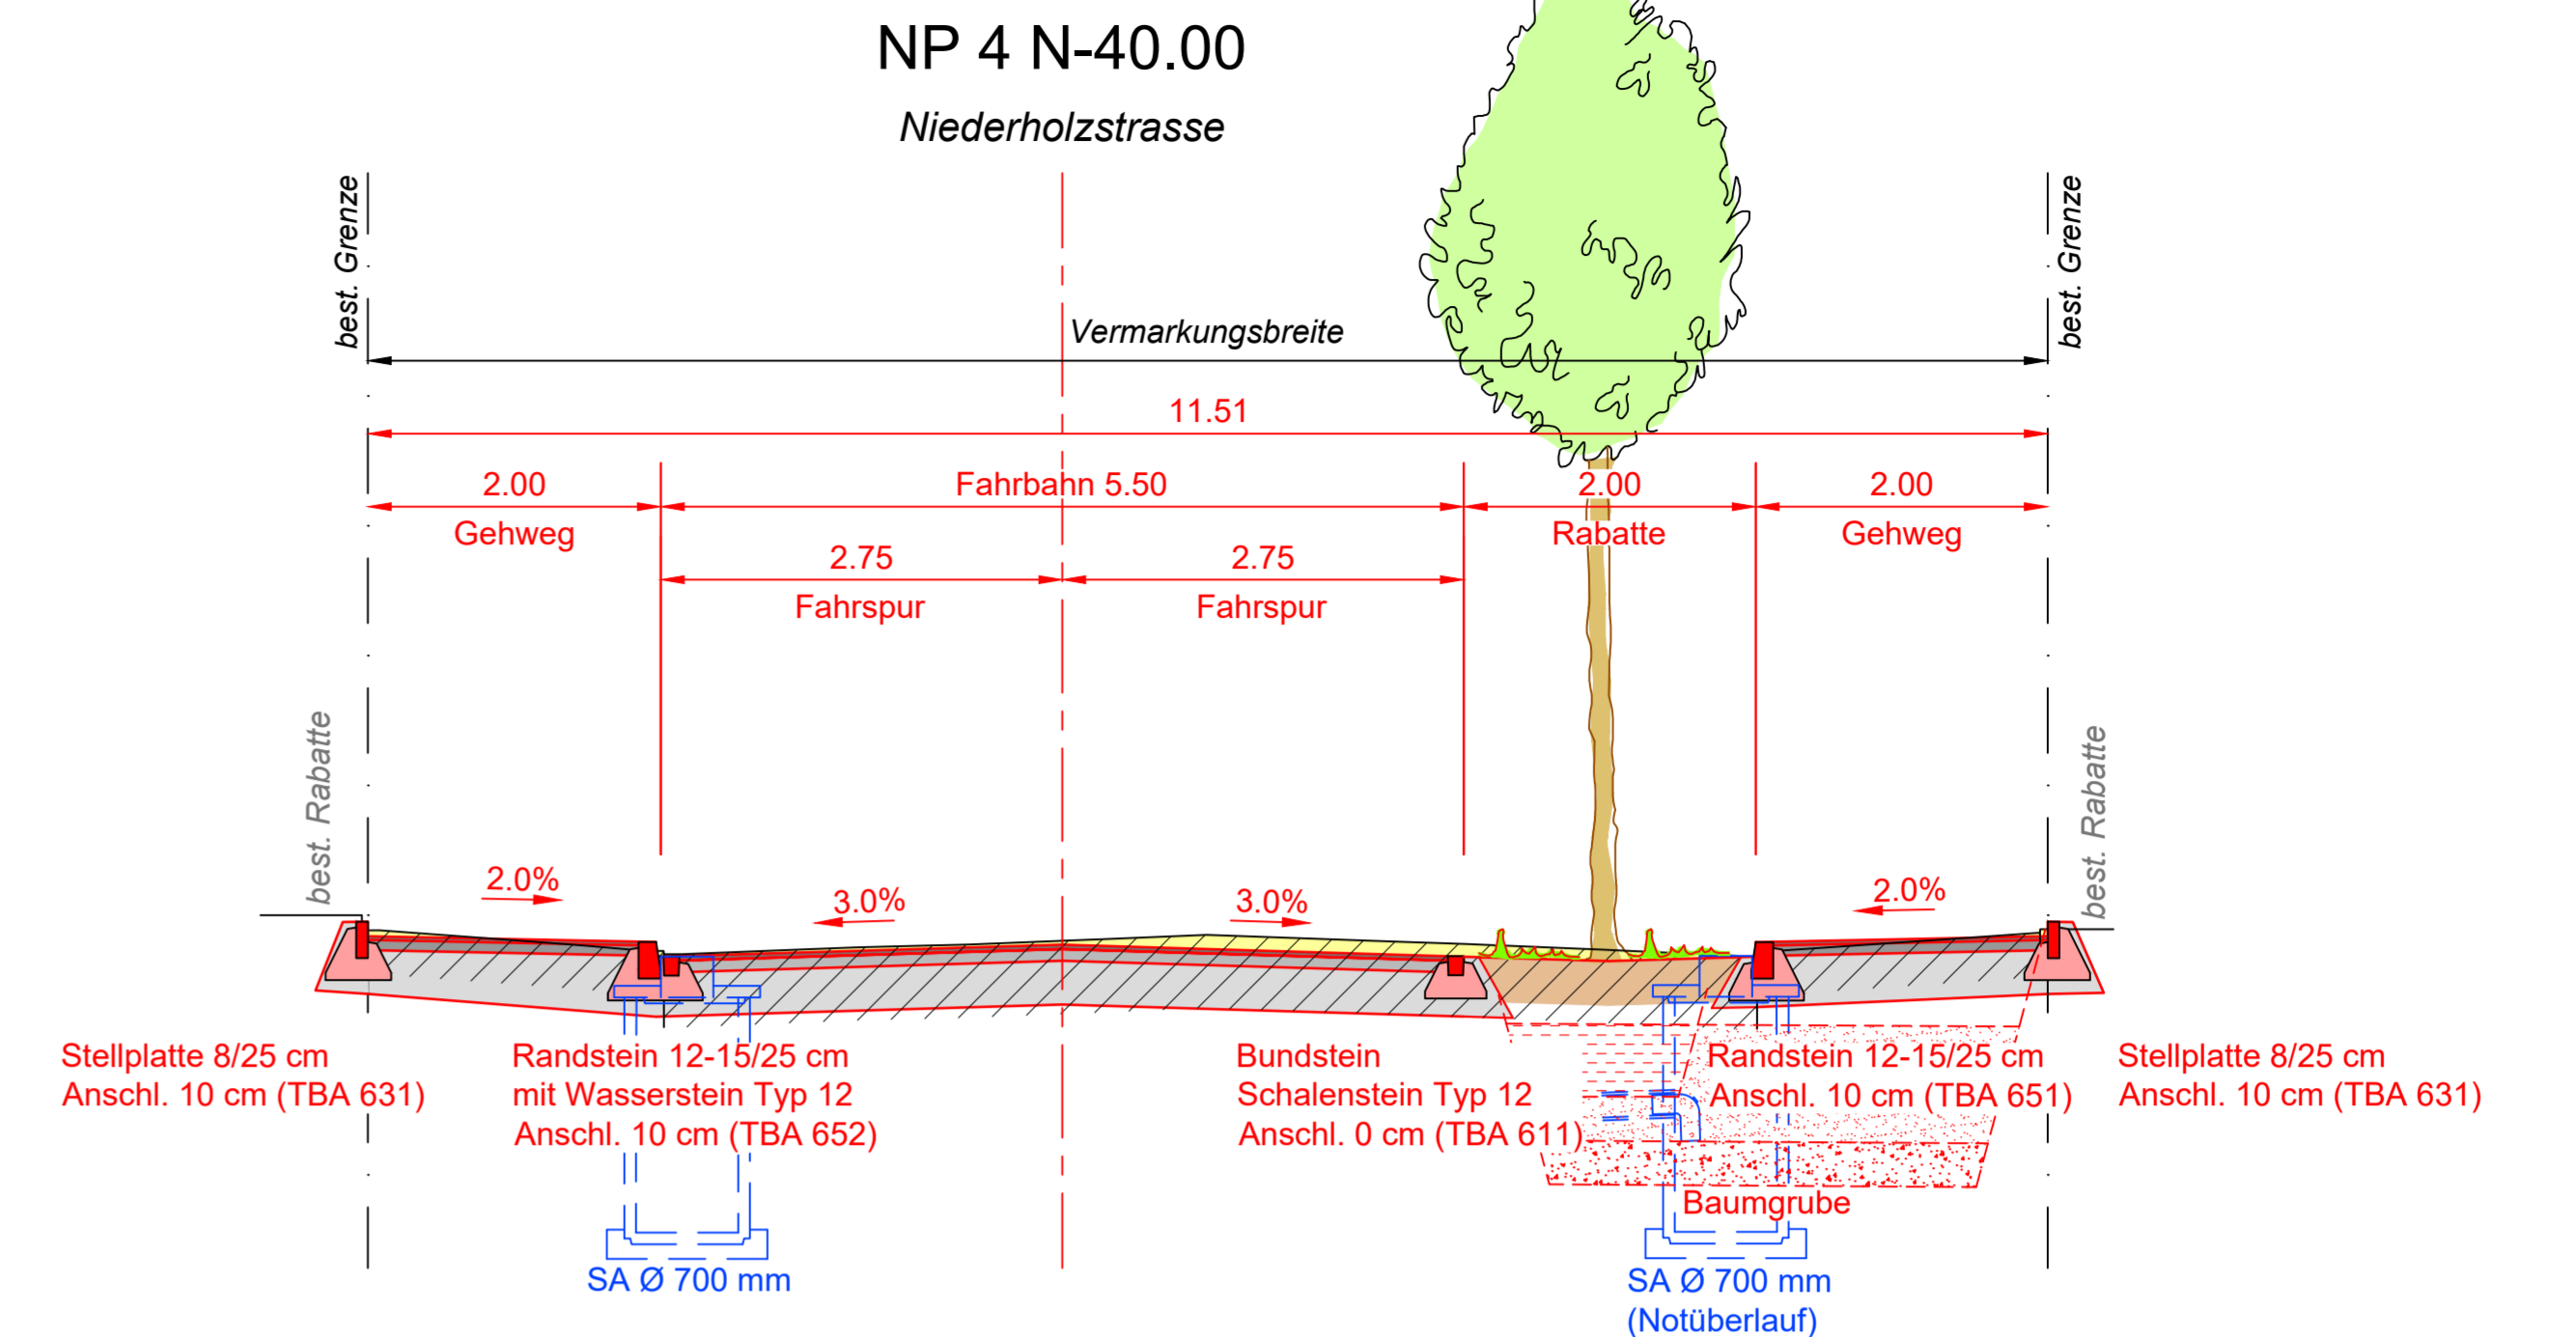 NP 4 N-40.00
Niederholzstrasse
best. Grenze
best. Grenze
Vermarkungsbreite
11.51
2.00
Fahrbahn 5.50
2.00
2.00
Gehweg
Rabatte
Gehweg
2.75
2.75
Fahrspur
Fahrspur
best. Rabatte
best. Rabatte
2.0%
3.0%
3.0%
2.0%
Stellplatte 8/25 cm
Anschl. 10 cm (TBA 631)
Randstein 12-15/25 cm
mit Wasserstein Typ 12
Anschl. 10 cm (TBA 652)
Bundstein
Schalenstein Typ 12
Anschl. 0 cm (TBA 611)
Randstein 12-15/25 cm
Anschl. 10 cm (TBA 651)
Stellplatte 8/25 cm
Anschl. 10 cm (TBA 631)
Baumgrube
SA Ø 700 mm
SA Ø 700 mm
(Notüberlauf)